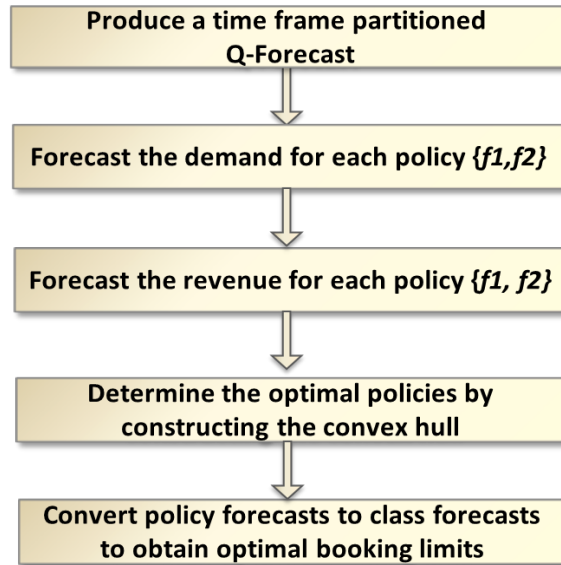 Produce a time frame partitioned
Q-Forecast
Forecast the demand for each policy {f1,f2}
Forecast the revenue for each policy {f1, f2}
Determine the optimal policies by
constructing the convex hull
Convert policy forecasts to class forecasts
to obtain optimal booking limits